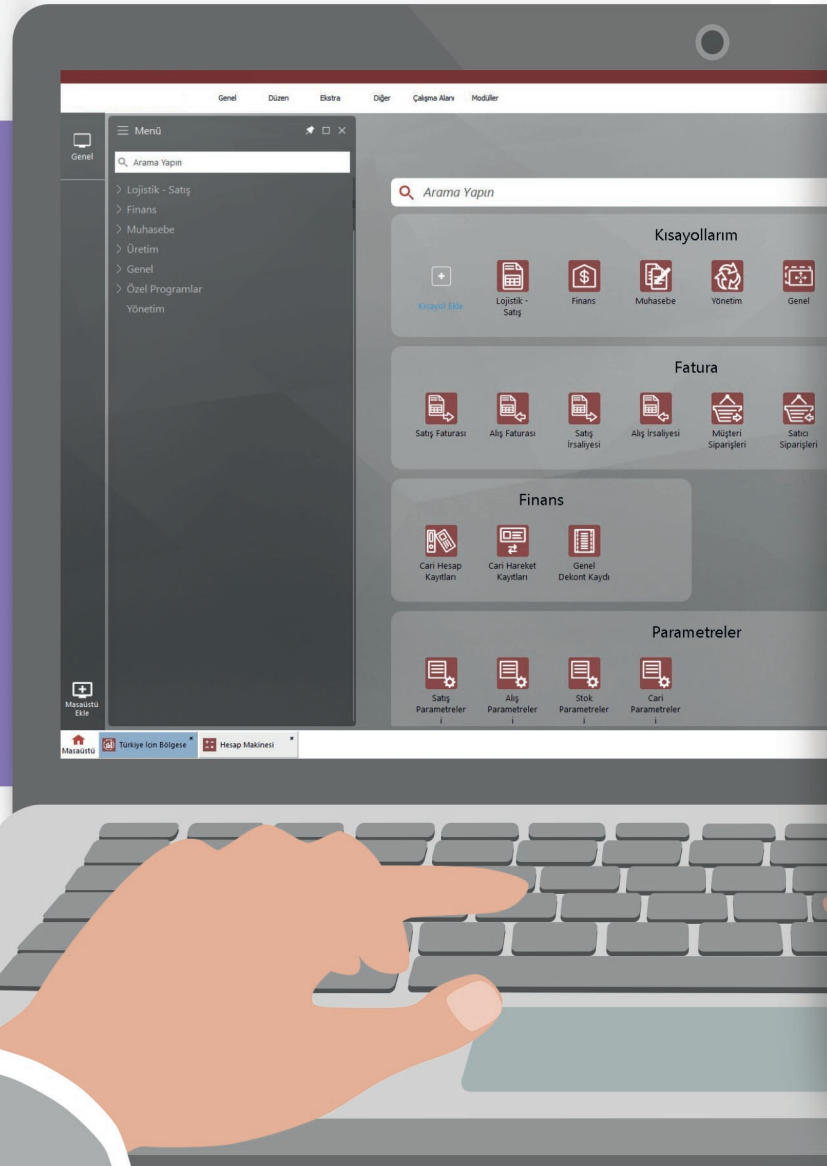 Genel Düzen Ekstra Diğer Çalışma Alanı Modüller
Genel
Menü
Arama Yapın
Lojistik - Satış
Finans
Muhasebe
Üretim
Genel
Özel Programlar
Yönetim
Masaüstü
Ekle
Arama Yapın
Kısayollarım
Kısayol Ekle
Lojistik -
Satış
Finans
Muhasebe
Yönetim
Genel
Fatura
Satış Faturası
Alış Faturası
Satış
İrsaliyesi
Alış İrsaliyesi
Müşteri
Siparişleri
Satıcı
Siparişleri
Finans
Cari Hesap
Kayıtları
Cari Hareket
Kayıtları
Genel
Dekont Kaydı
Parametreler
Satış
Parametreler
i
Alış
Parametreler
i
Stok
Parametreler
i
Cari
Parametreler
i
Masaüstü
Türkiye İçin Bölgese
Hesap Makinesi